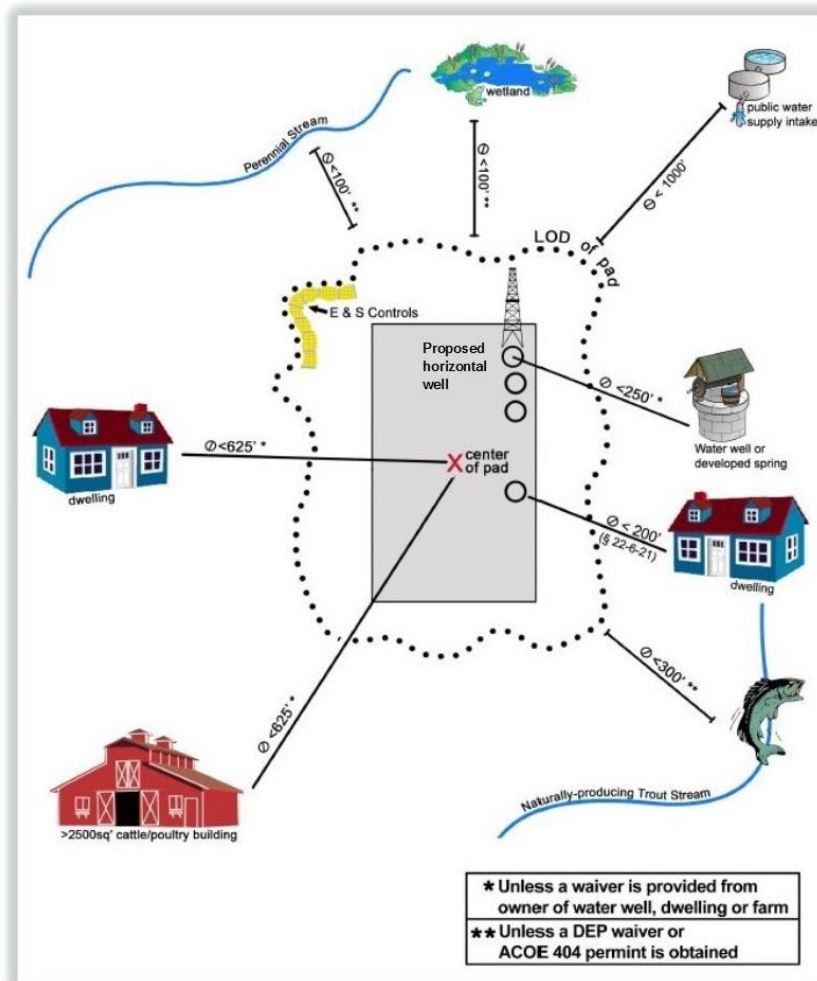 wetland
public water
supply intake
Perennial Stream
∅<100' **
∅<100' **
∅ < 1000'
LOD of pad
E & S Controls
Proposed
horizontal
well
∅ <250' *
Water well or
developed spring
∅<625' *
X center
of pad
dwelling
∅ < 200'
(§ 22-6-21)
dwelling
∅ <300' **
∅ <625' *
Naturally-producing Trout Stream
>2500sq' cattle/poultry building
* Unless a waiver is provided from
owner of water well, dwelling or farm
** Unless a DEP waiver or
ACOE 404 permint is obtained